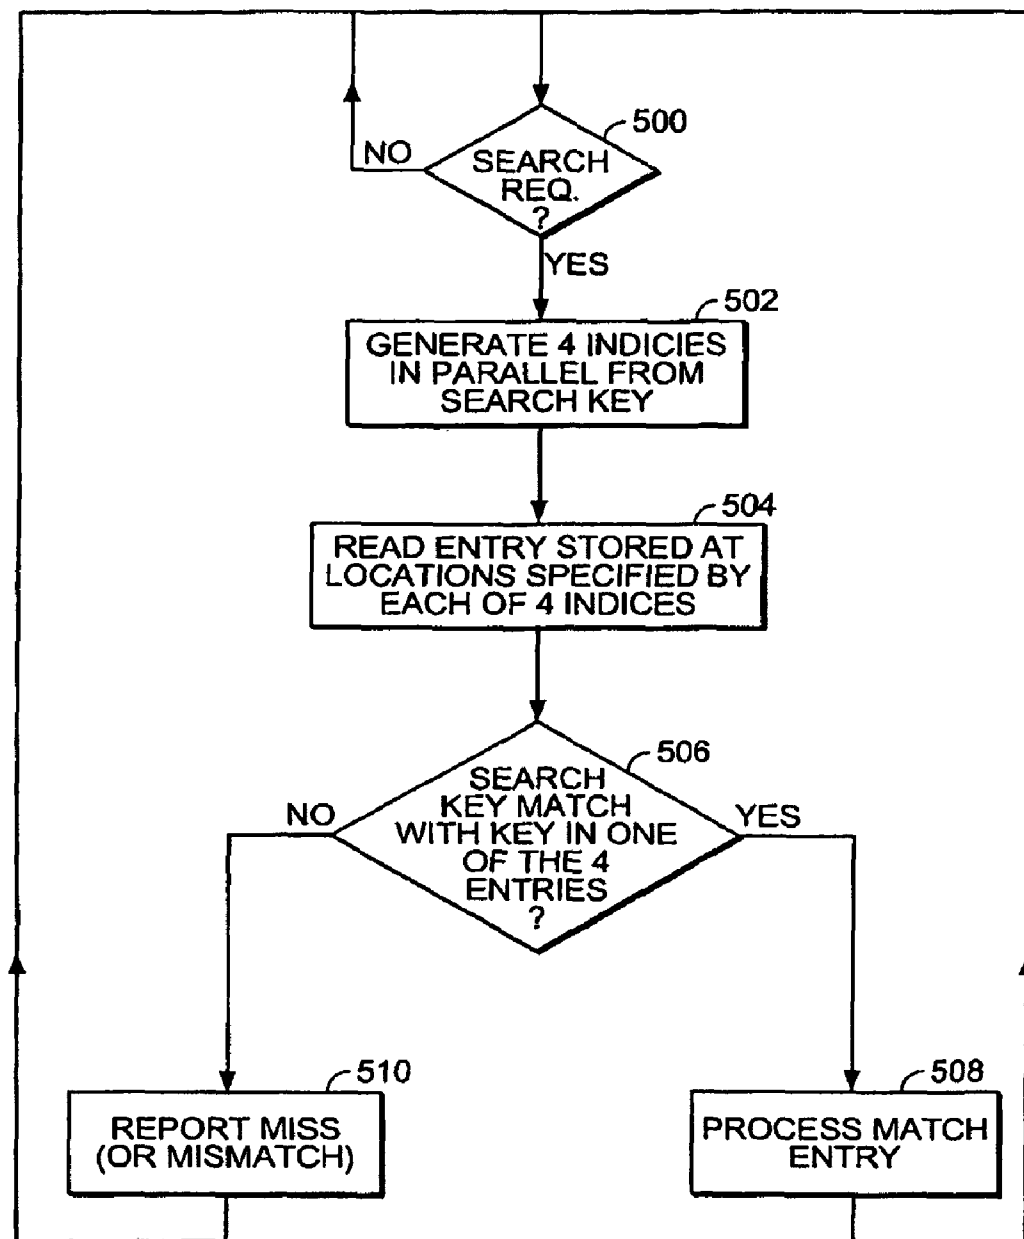 500
NO
SEARCH
REQ.
?
YES
502
GENERATE 4 INDICIES
IN PARALLEL FROM
SEARCH KEY
504
READ ENTRY STORED AT
LOCATIONS SPECIFIED BY
EACH OF 4 INDICES
506
SEARCH
KEY MATCH
WITH KEY IN ONE
OF THE 4
ENTRIES
?
NO
YES
510
REPORT MISS
(OR MISMATCH)
508
PROCESS MATCH
ENTRY